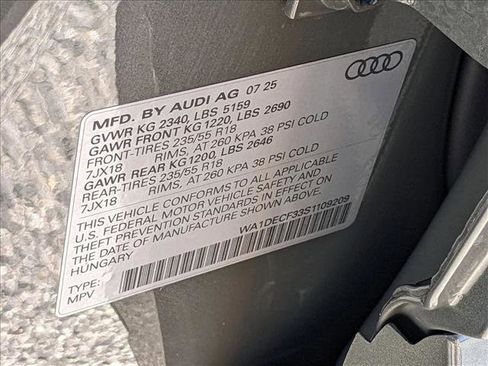 MFD. BY AUDI AG 07 25
GVWR KG 2340, LBS 5159
GAWR FRONT KG 1220, LBS 2690
FRONT-TIRES 235/55 R18
7JX18 RIMS, AT 260 KPA 38 PSI COLD
GAWR REAR KG1200, LBS 2646
REAR-TIRES 235/55 R18
7JX18 RIMS, AT 260 KPA 38 PSI COLD
THIS VEHICLE CONFORMS TO ALL APPLICABLE
U.S. FEDERAL MOTOR VEHICLE SAFETY AND
THEFT PREVENTION STANDARDS IN EFFECT ON
THE DATE OF MANUFACTURE SHOWN ABOVE
HUNGARY WA1DECF33S1109209
TYPE:
MPV